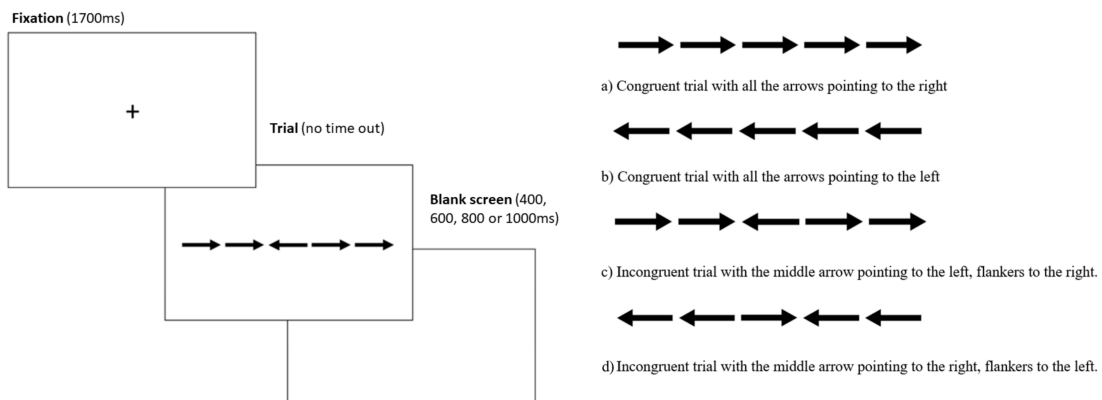 Fixation (1700ms)
+
Trial (no time out)
Blank screen (400,
600, 800 or 1000ms)
a) Congruent trial with all the arrows pointing to the right
b) Congruent trial with all the arrows pointing to the left
c) Incongruent trial with the middle arrow pointing to the left, flankers to the right.
d) Incongruent trial with the middle arrow pointing to the right, flankers to the left.